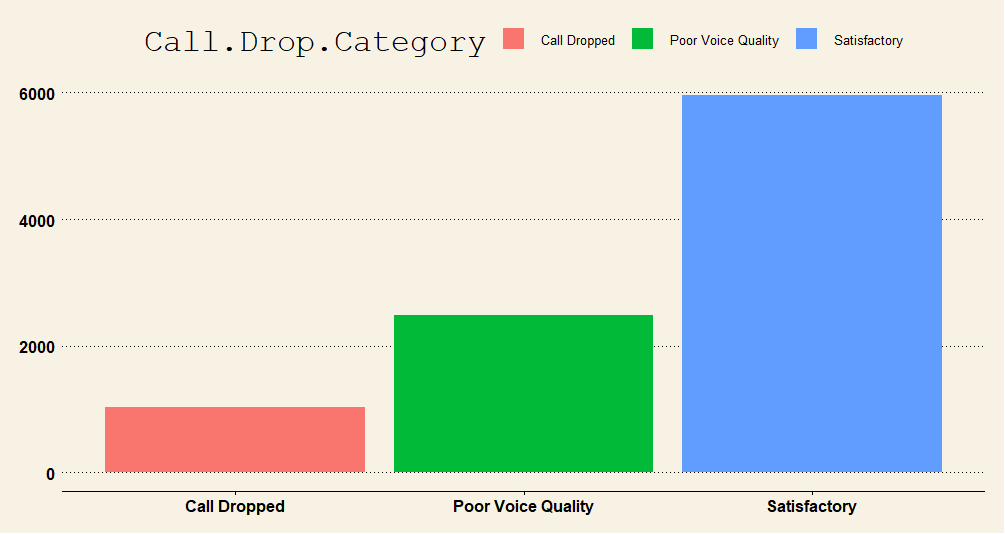 Call.Drop.Category Call Dropped Poor Voice Quality Satisfactory
6000
4000
2000
0
Call Dropped Poor Voice Quality Satisfactory